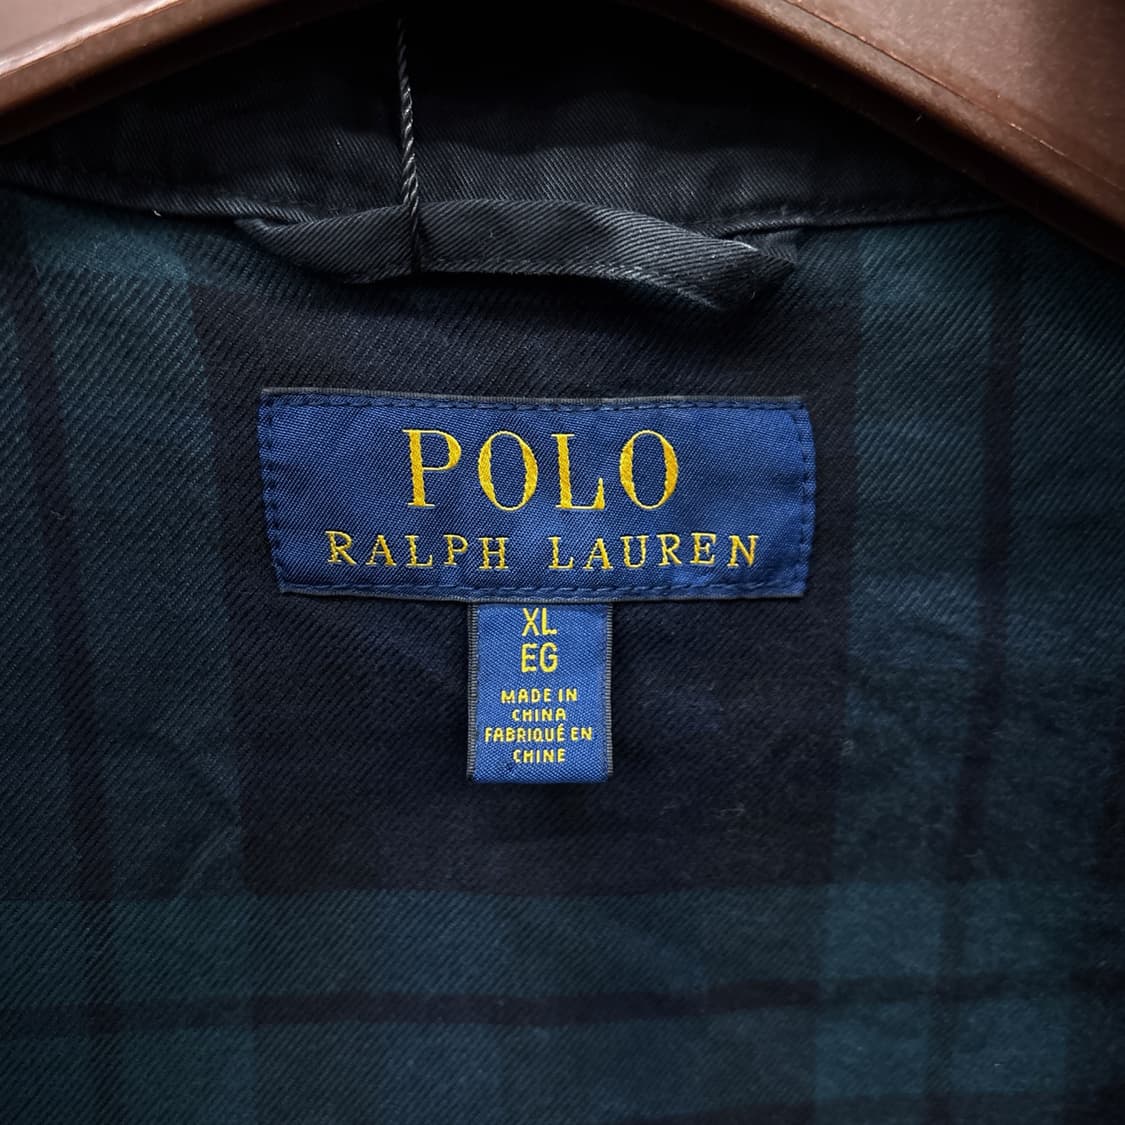 POLO
RALPH LAUREN
XL
EG
MADE IN
CHINA
FABRIQUÉ EN
CHINE